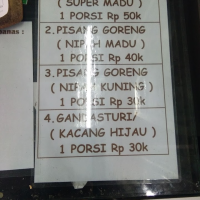 ( SUPER MADU )
1 PORSI Rp 50k
2. PISANG GORENG
( NIPAH MADU )
1 PORSI Rp 40k
3. PISANG GORENG
( NIPAH KUNING )
1 PORSI Rp 30k
4. GANDASTURI
( KACANG HIJAU )
1 PORSI Rp 30k